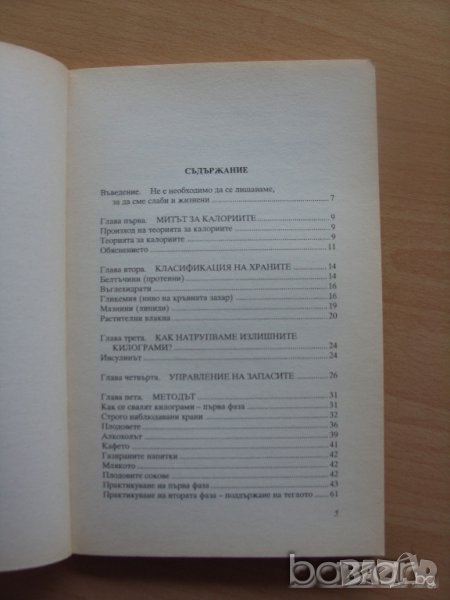 СЪДЪРЖАНИЕ
Въведение. Не е необходимо да се лишаваме,
за да сме слаби и жизнени 7
Глава първа. МИТЪТ ЗА КАЛОРИИТЕ 9
Произход на теорията за калориите 9
Теорията за калориите 9
Обяснението 11
Глава втора. КЛАСИФИКАЦИЯ НА ХРАНИТЕ 14
Белтъчини (протеини) 14
Въглехидрати 16
Гликемия (ниво на кръвната захар) 16
Мазнини (липиди) 19
Растителни влакна 20
Глава трета. КАК НАТРУПВАМЕ ИЗЛИШНИТЕ
КИЛОГРАМИ? 24
Инсулинът 24
Глава четвърта. УПРАВЛЕНИЕ НА ЗАПАСИТЕ 26
Глава пета. МЕТОДЪТ 31
Как се свалят килограми – първа фаза 31
Строго наблюдавани храни 32
Плодовете 36
Алкохолът 39
Кафето 41
Газираните напитки 42
Млякото 42
Плодовите сокове 42
Практикуване на първа фаза 43
Практикуване на втората фаза – поддържане на теглото 61
5
BAZAR
.bg